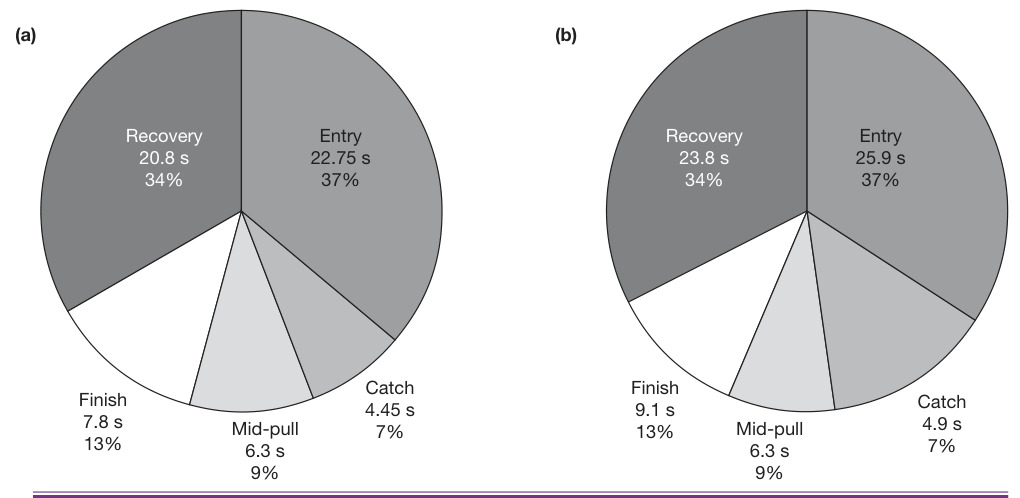 (a)
Recovery
20.8 s
34%
Entry
22.75 s
37%
Finish
7.8 s
13%
Mid-pull
6.3 s
9%
Catch
4.45 s
7%
(b)
Recovery
23.8 s
34%
Entry
25.9 s
37%
Finish
9.1 s
13%
Mid-pull
6.3 s
9%
Catch
4.9 s
7%